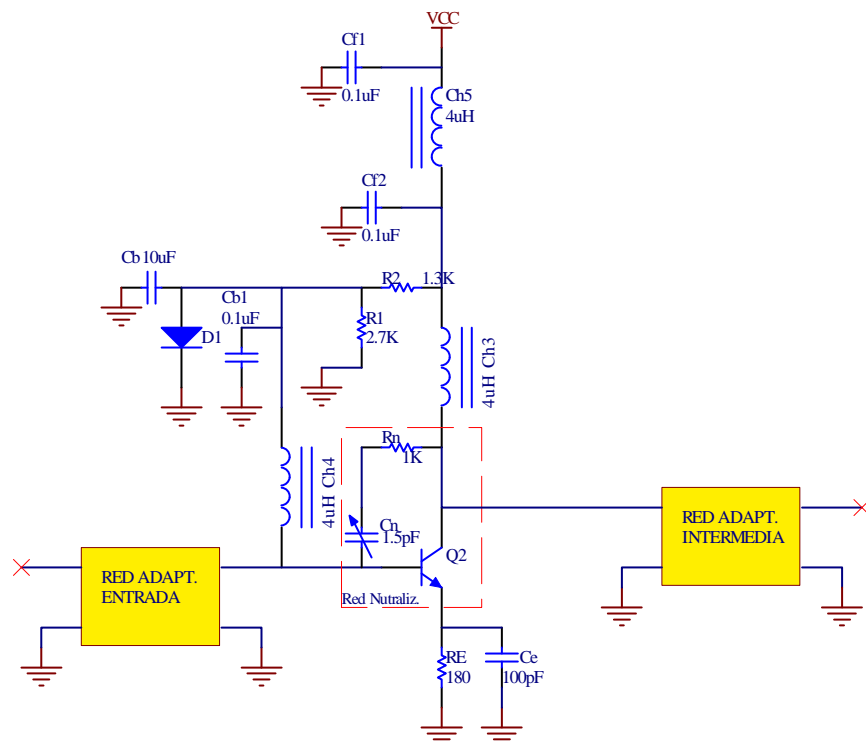 VCC
Cf1
0.1uF
Ch5
4uH
Cf2
0.1uF
Cb 10uF
R2 1.3K
Cb1
0.1uF
D1
R1
2.7K
4uH Ch3
Rn
1K
4uH Ch4
Cn
1.5pF
Q2
RED ADAPT.
INTERMEDIA
RED ADAPT.
ENTRADA
Red Nutraliz.
RE
180
Ce
100pF